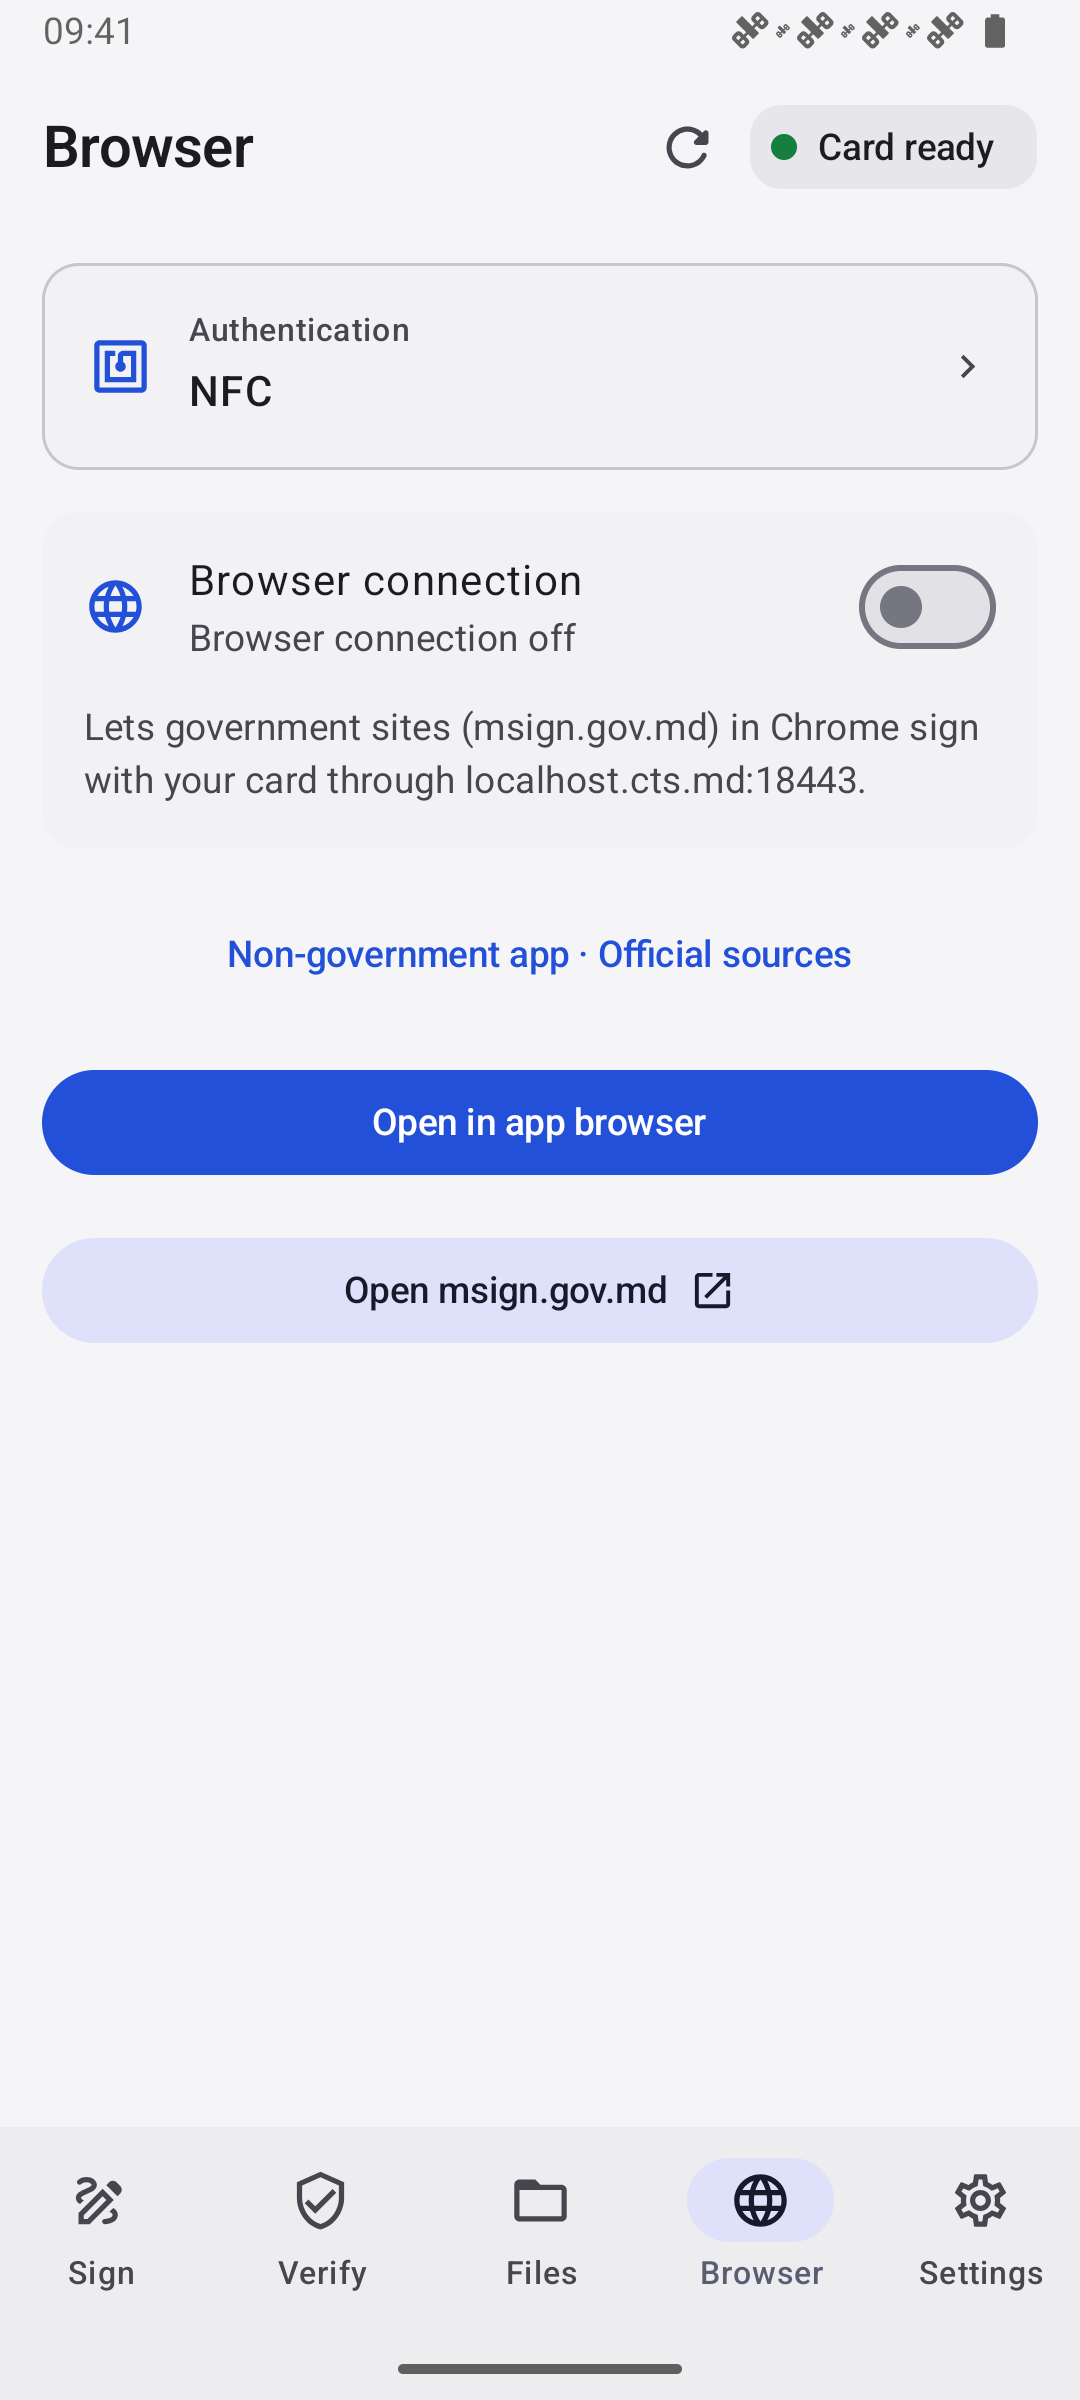 09:41
Browser
Card ready
Authentication
NFC
Browser connection
Browser connection off
Lets government sites (msign.gov.md) in Chrome sign
with your card through localhost.cts.md:18443.
Non-government app · Official sources
Open in app browser
Open msign.gov.md
Sign
Verify
Files
Browser
Settings